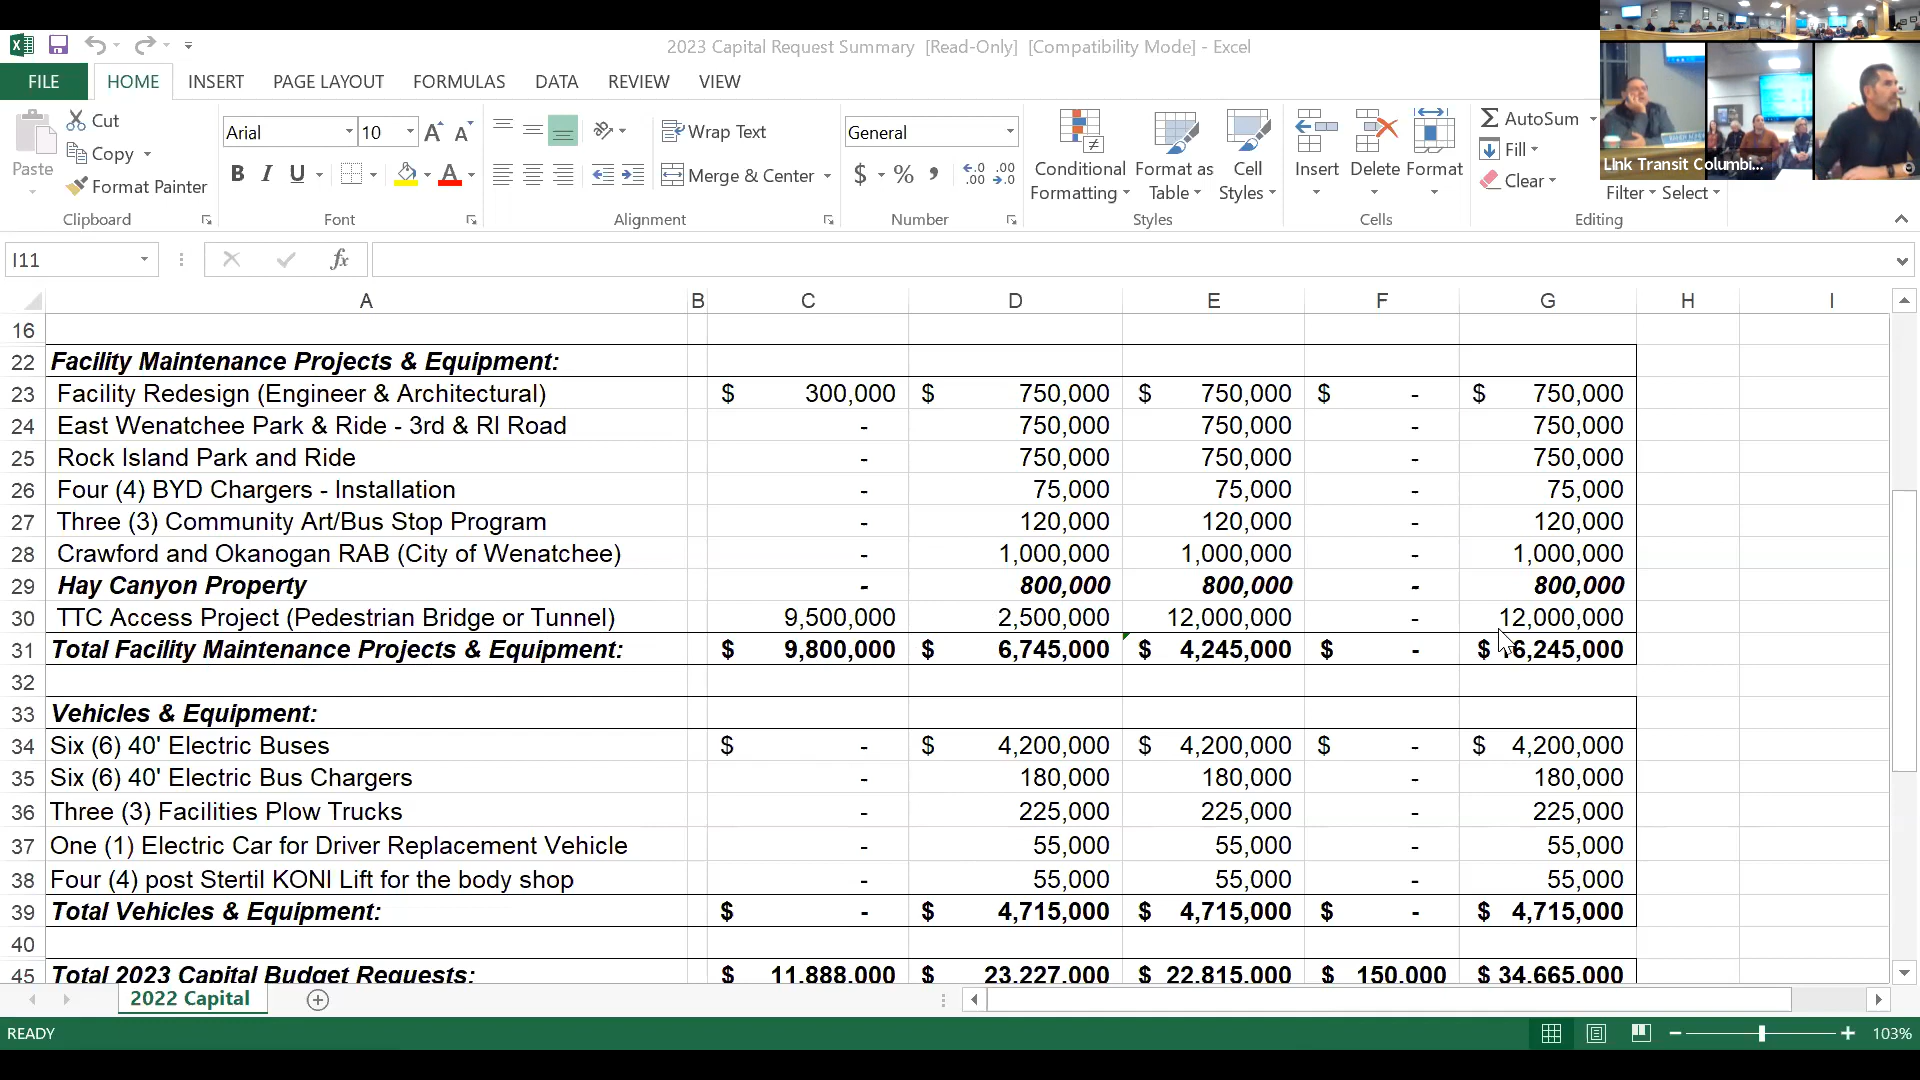 2023 Capital Request Summary [Read-Only] [Compatibility Mode] - Excel
FILE HOME INSERT PAGE LAYOUT FORMULAS DATA REVIEW VIEW
Paste
Cut
Copy
Format Painter
Clipboard
Arial 10
B I U
Font
Wrap Text
Merge & Center
Alignment
General
$ % ,
Number
Conditional Formatting
Format as Table
Cell Styles
Styles
Insert Delete Format
Cells
AutoSum
Fill
Clear
Filter Select
Editing
LInk Transit Columbi...
I11
fx
A B C D E F G H I
16
22 Facility Maintenance Projects & Equipment:
23 Facility Redesign (Engineer & Architectural) $ 300,000 $ 750,000 $ 750,000 $ - $ 750,000
24 East Wenatchee Park & Ride - 3rd & RI Road - 750,000 750,000 - 750,000
25 Rock Island Park and Ride - 750,000 750,000 - 750,000
26 Four (4) BYD Chargers - Installation - 75,000 75,000 - 75,000
27 Three (3) Community Art/Bus Stop Program - 120,000 120,000 - 120,000
28 Crawford and Okanogan RAB (City of Wenatchee) - 1,000,000 1,000,000 - 1,000,000
29 Hay Canyon Property - 800,000 800,000 - 800,000
30 TTC Access Project (Pedestrian Bridge or Tunnel) 9,500,000 2,500,000 12,000,000 - 12,000,000
31 Total Facility Maintenance Projects & Equipment: $ 9,800,000 $ 6,745,000 $ 4,245,000 $ - $ 6,245,000
32
33 Vehicles & Equipment:
34 Six (6) 40' Electric Buses $ - $ 4,200,000 $ 4,200,000 $ - $ 4,200,000
35 Six (6) 40' Electric Bus Chargers - 180,000 180,000 - 180,000
36 Three (3) Facilities Plow Trucks - 225,000 225,000 - 225,000
37 One (1) Electric Car for Driver Replacement Vehicle - 55,000 55,000 - 55,000
38 Four (4) post Stertil KONI Lift for the body shop - 55,000 55,000 - 55,000
39 Total Vehicles & Equipment: $ - $ 4,715,000 $ 4,715,000 $ - $ 4,715,000
40
45 Total 2023 Capital Budget Requests: $ 11,888,000 $ 23,227,000 $ 22,815,000 $ 150,000 $ 34,665,000
2022 Capital
READY
103%